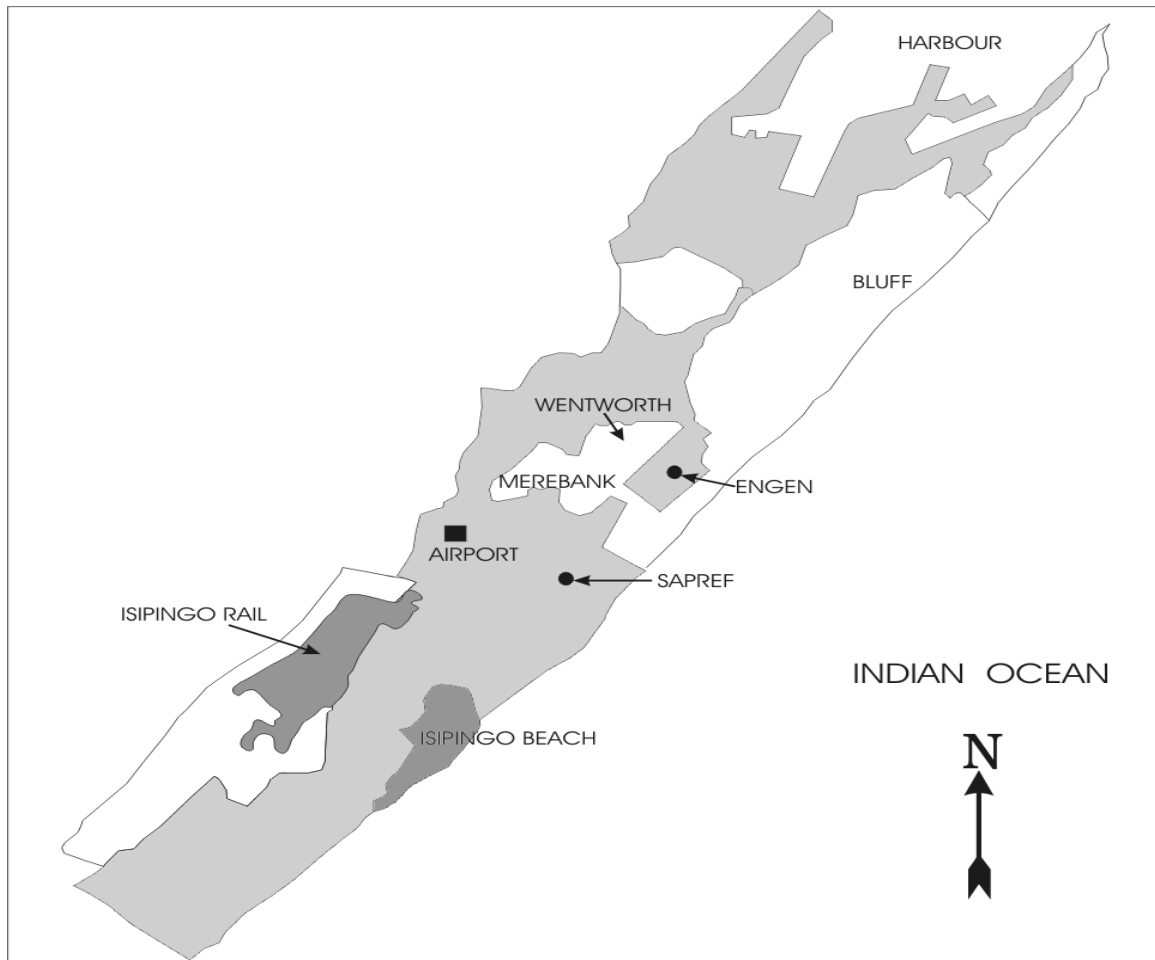 HARBOUR
BLUFF
WENTWORTH
MEREBANK
ENGEN
AIRPORT
SAPREF
ISIPINGO RAIL
INDIAN OCEAN
ISIPINGO BEACH
N